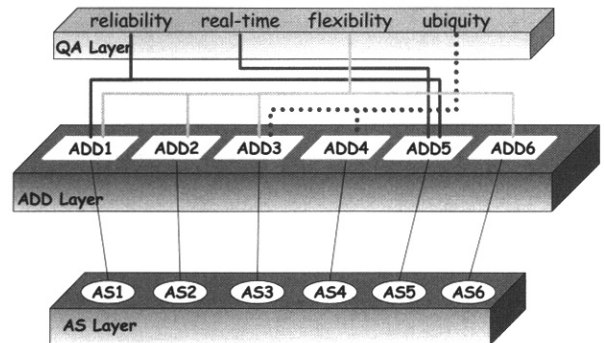 reliability real-time flexibility ubiquity
QA Layer
ADD1 ADD2 ADD3 ADD4 ADD5 ADD6
ADD Layer
AS1 AS2 AS3 AS4 AS5 AS6
AS Layer